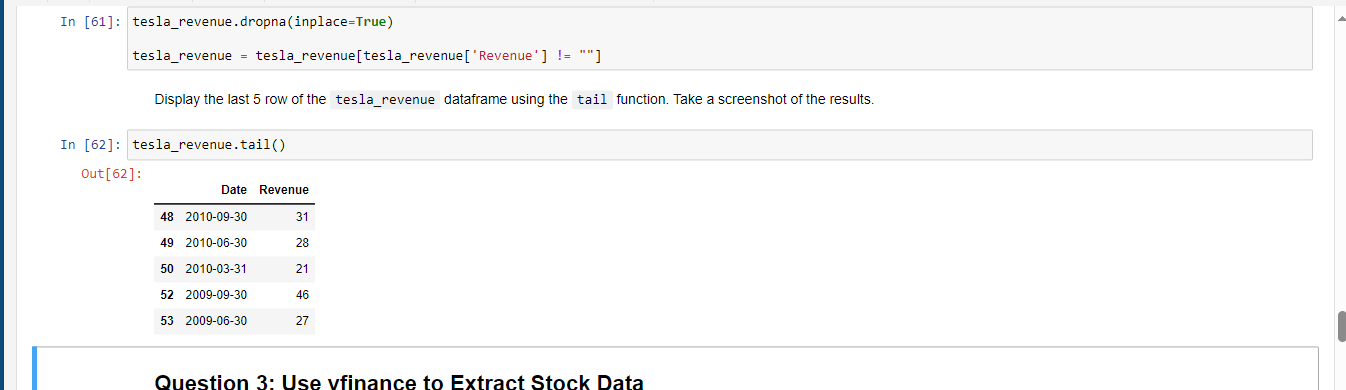 In [61]: tesla_revenue.dropna(inplace=True)
tesla_revenue = tesla_revenue[tesla_revenue['Revenue'] != ""]
Display the last 5 row of the tesla_revenue dataframe using the tail function. Take a screenshot of the results.
In [62]: tesla_revenue.tail()
Out[62]:
Date Revenue
48 2010-09-30 31
49 2010-06-30 28
50 2010-03-31 21
52 2009-09-30 46
53 2009-06-30 27
Question 3: Use yfinance to Extract Stock Data